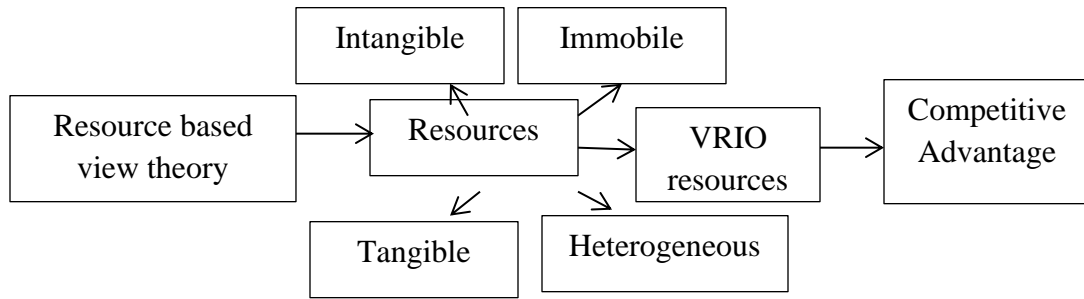 Intangible
Immobile
Resource based
view theory
Resources
VRIO
resources
Competitive
Advantage
Tangible
Heterogeneous